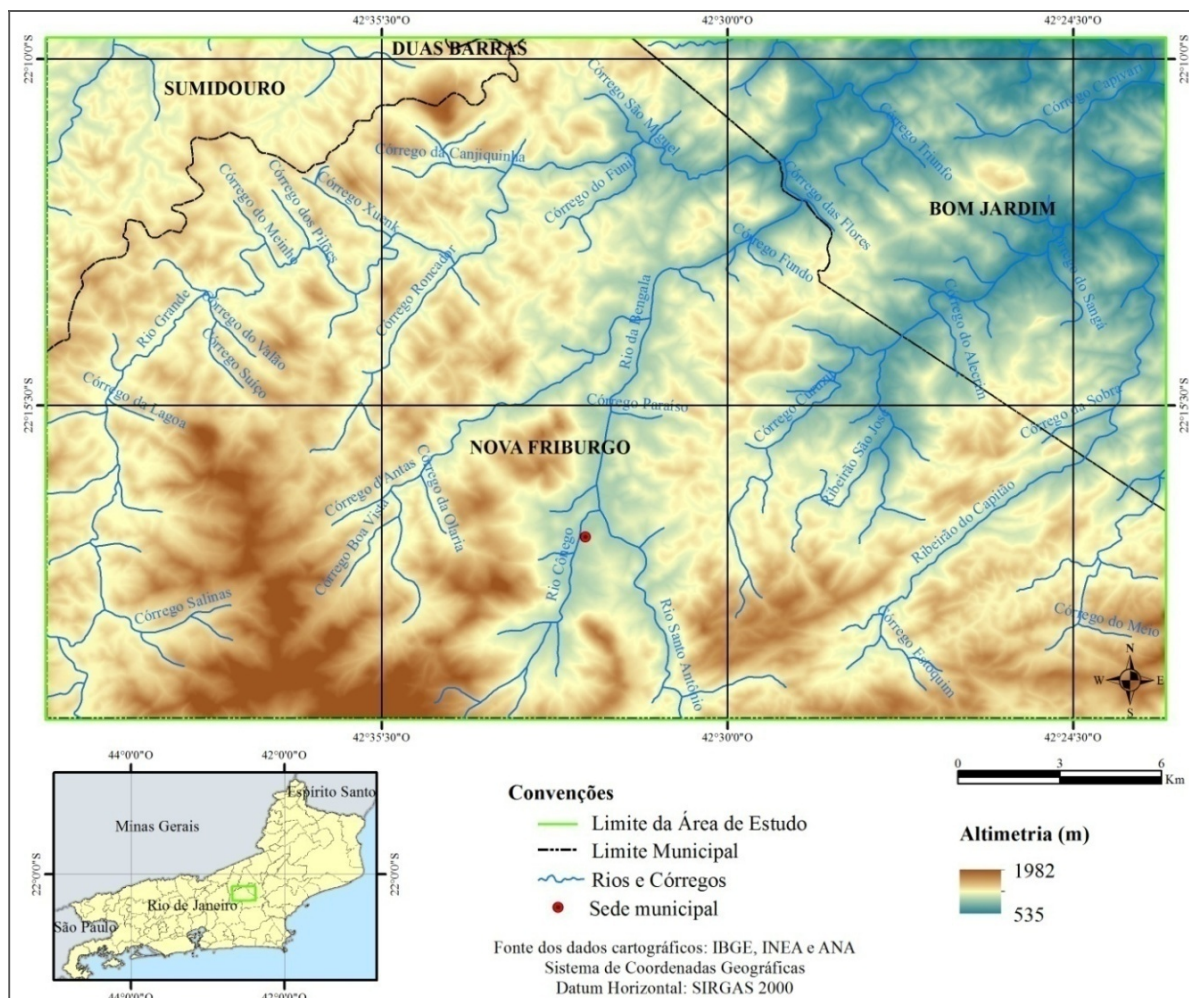 42°35'30"O
42°30'0"O
42°24'30"O
22°10'0"S
22°10'0"S
DUAS BARRAS
SUMIDOURO
Córrego São Miguel
Córrego Capivari
Córrego Triunfo
Córrego da Canjiquinha
Córrego do Funil
Córrego dos Pilões
Córrego Xuenk
Córrego do Meinho
Córrego das Flores
BOM JARDIM
Córrego Fundo
Córrego Roncador
Córrego do Sangá
Rio Grande
Córrego do Valão
Córrego Suíço
Rio da Bengala
Córrego do Alecrim
Córrego da Lagoa
Córrego Paraíso
Córrego da Sobra
22°15'30"S
22°15'30"S
NOVA FRIBURGO
Ribeirão São José
Córrego d'Antas
Córrego da Olaria
Córrego Boa Vista
Ribeirão do Capitão
Rio Cônego
Córrego Salinas
Rio Santo Antônio
Córrego Estoquim
Córrego do Meio
N
W E
S
42°35'30"O
42°30'0"O
42°24'30"O
0 3 6
Km
44°0'0"O
42°0'0"O
Espírito Santo
Minas Gerais
22°0'0"S
22°0'0"S
Rio de Janeiro
São Paulo
44°0'0"O
42°0'0"O
Convenções
Limite da Área de Estudo
Limite Municipal
Rios e Córregos
Sede municipal
Altimetria (m)
1982
535
Fonte dos dados cartográficos: IBGE, INEA e ANA
Sistema de Coordenadas Geográficas
Datum Horizontal: SIRGAS 2000